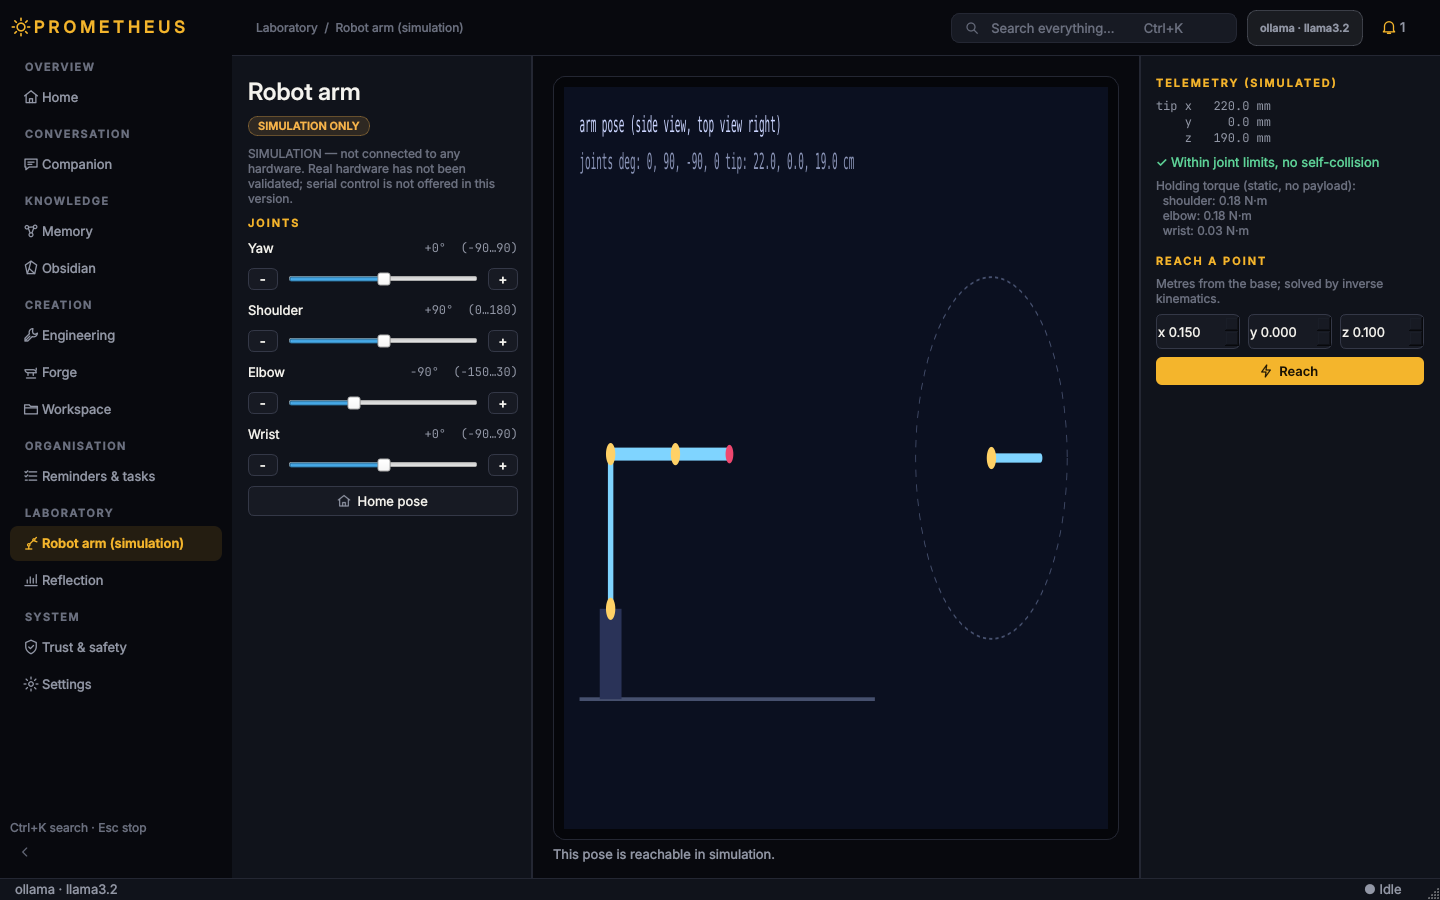 PROMETHEUS
Laboratory / Robot arm (simulation)
Search everything... Ctrl+K
ollama · llama3.2
1
OVERVIEW
Home
CONVERSATION
Companion
KNOWLEDGE
Memory
Obsidian
CREATION
Engineering
Forge
Workspace
ORGANISATION
Reminders & tasks
LABORATORY
Robot arm (simulation)
Reflection
SYSTEM
Trust & safety
Settings
Ctrl+K search · Esc stop
Robot arm
SIMULATION ONLY
SIMULATION — not connected to any
hardware. Real hardware has not been
validated; serial control is not offered in this
version.
JOINTS
Yaw +0° (-90…90)
- +
Shoulder +90° (0…180)
- +
Elbow -90° (-150…30)
- +
Wrist +0° (-90…90)
- +
Home pose
arm pose (side view, top view right)
joints deg: 0, 90, -90, 0 tip: 22.0, 0.0, 19.0 cm
This pose is reachable in simulation.
TELEMETRY (SIMULATED)
tip x 220.0 mm
y 0.0 mm
z 190.0 mm
✓ Within joint limits, no self-collision
Holding torque (static, no payload):
shoulder: 0.18 N·m
elbow: 0.18 N·m
wrist: 0.03 N·m
REACH A POINT
Metres from the base; solved by inverse
kinematics.
x 0.150 y 0.000 z 0.100
Reach
ollama · llama3.2
Idle